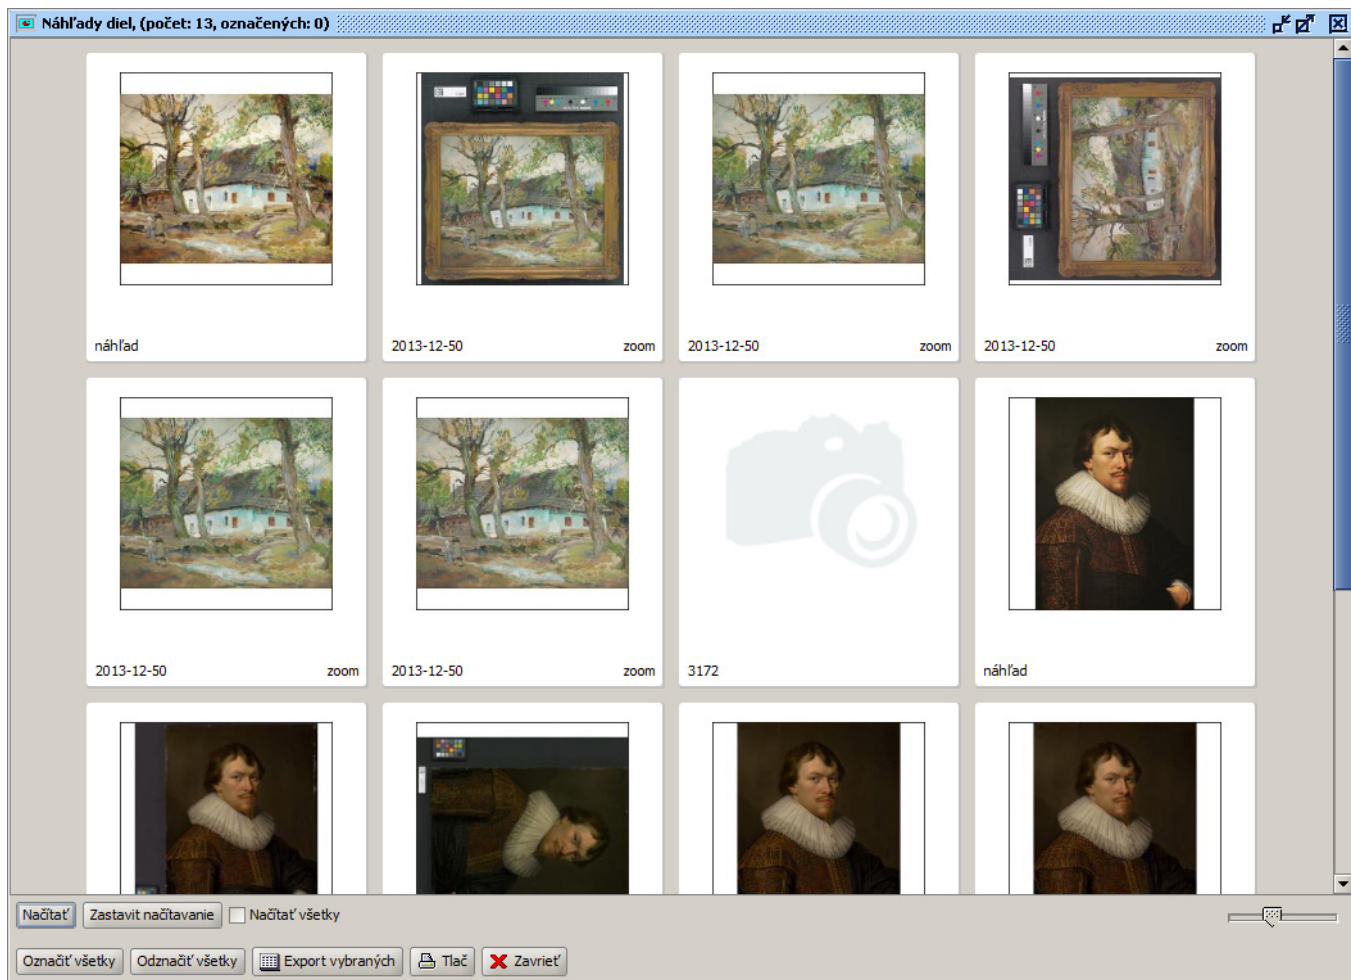 Náhľady diel, (počet: 13, označených: 0)
náhľad
2013-12-50 zoom
2013-12-50 zoom
2013-12-50 zoom
2013-12-50 zoom
2013-12-50 zoom
3172
náhľad
Načítať Zastavit načítavanie Načítať všetky
Označiť všetky Odznačiť všetky Export vybraných Tlač Zavrieť